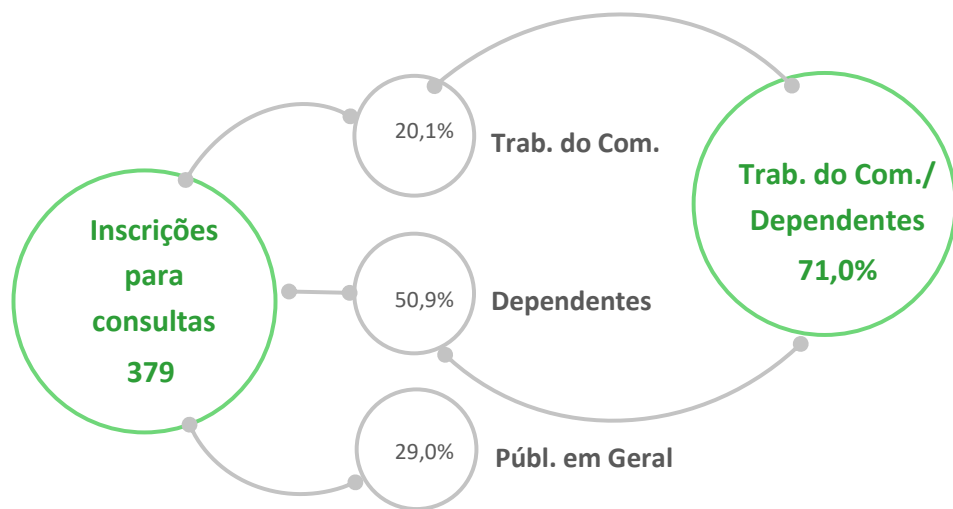 Inscrições
para
consultas
379
20,1%
Trab. do Com.
50,9%
Dependentes
29,0%
Públ. em Geral
Trab. do Com./
Dependentes
71,0%